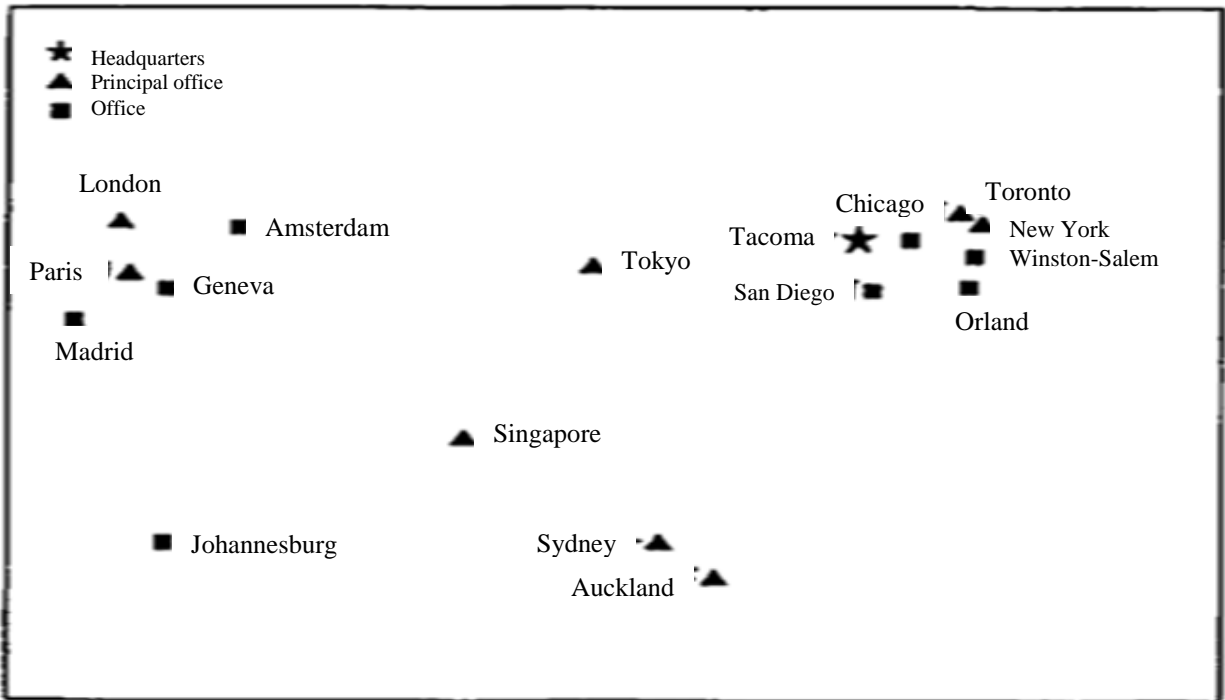 Headquarters
Principal office
Office
London
Amsterdam
Paris
Geneva
Madrid
Tokyo
Chicago
Toronto
Tacoma
New York
Winston-Salem
San Diego
Orland
Singapore
Johannesburg
Sydney
Auckland